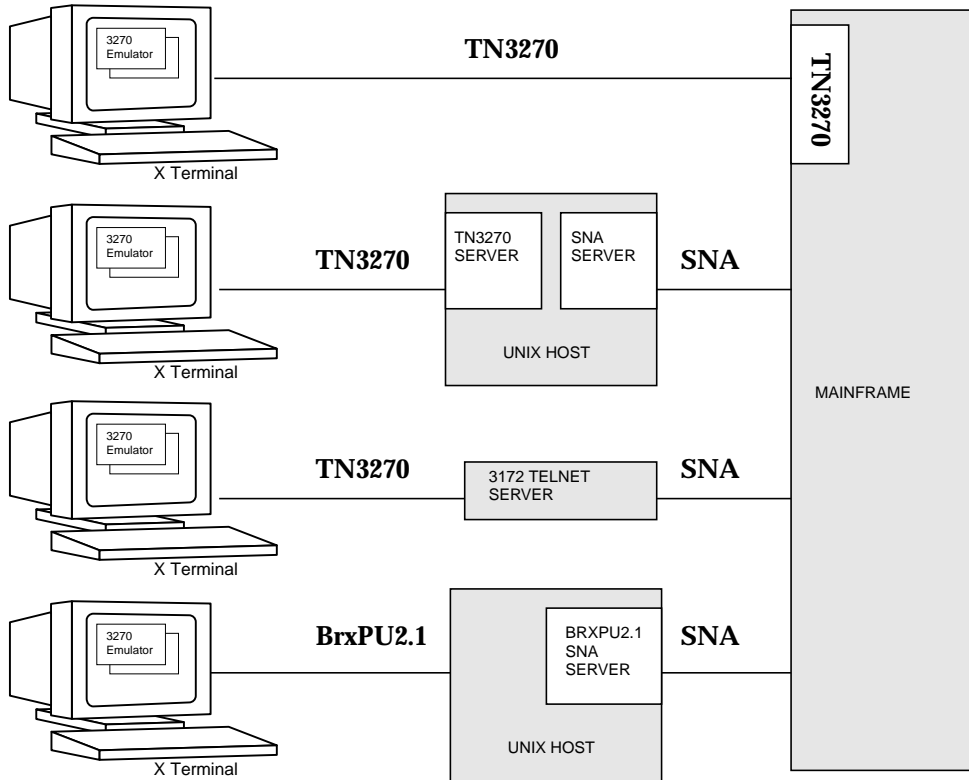 3270
Emulator
TN3270
TN3270
X Terminal
3270
Emulator
TN3270
TN3270
SERVER
SNA
SERVER
SNA
UNIX HOST
X Terminal
MAINFRAME
3270
Emulator
TN3270
3172 TELNET
SERVER
SNA
X Terminal
3270
Emulator
BrxPU2.1
BRXPU2.1
SNA
SERVER
SNA
UNIX HOST
X Terminal